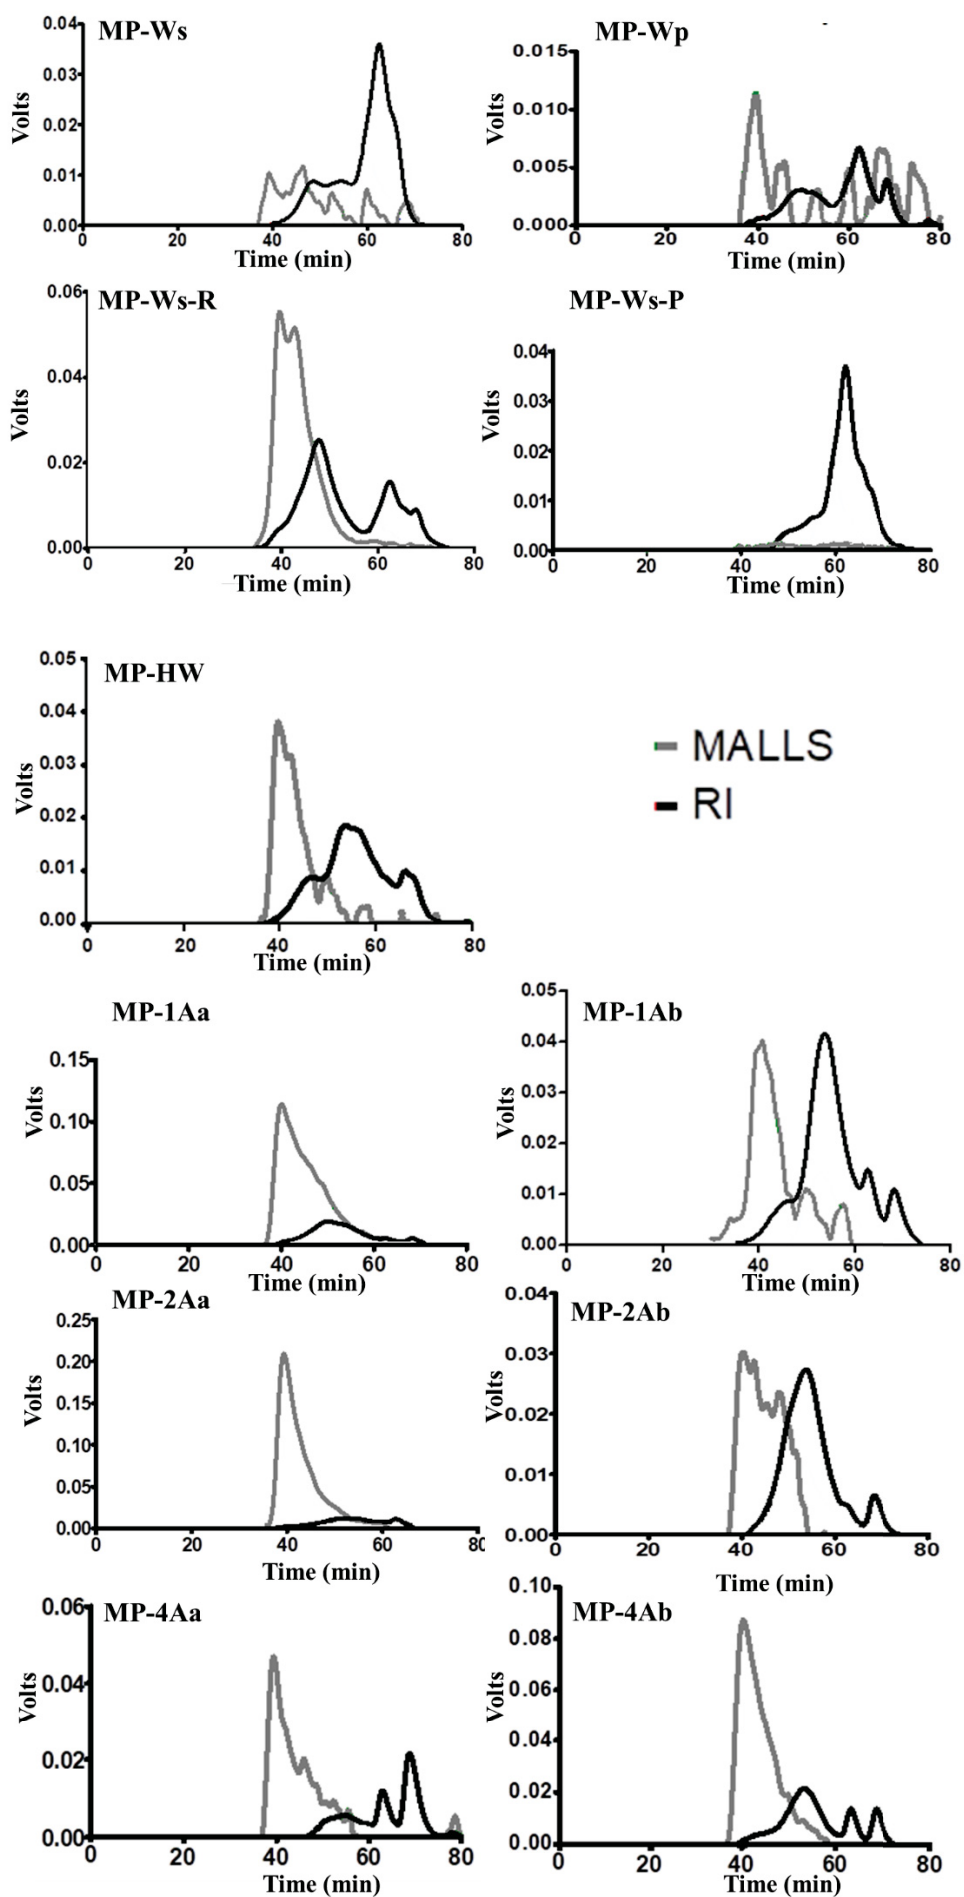 MP-Ws
Volts
0.04
0.03
0.02
0.01
0.00
0 20 40 60 80
Time (min)
MP-Wp
Volts
0.015
0.010
0.005
0.000
0 20 40 60 80
Time (min)
MP-Ws-R
Volts
0.06
0.04
0.02
0.00
0 20 40 60 80
Time (min)
MP-Ws-P
Volts
0.04
0.03
0.02
0.01
0.00
0 20 40 60 80
Time (min)
MP-HW
Volts
0.05
0.04
0.03
0.02
0.01
0.00
0 20 40 60 80
Time (min)
MALLS
RI
MP-1Aa
Volts
0.15
0.10
0.05
0.00
0 20 40 60 80
Time (min)
MP-1Ab
Volts
0.05
0.04
0.03
0.02
0.01
0.00
0 20 40 60 80
Time (min)
MP-2Aa
Volts
0.25
0.20
0.15
0.10
0.05
0.00
0 20 40 60 80
Time (min)
MP-2Ab
Volts
0.04
0.03
0.02
0.01
0.00
0 20 40 60 80
Time (min)
MP-4Aa
Volts
0.06
0.04
0.02
0.00
0 20 40 60 80
Time (min)
MP-4Ab
Volts
0.10
0.08
0.06
0.04
0.02
0.00
0 20 40 60 80
Time (min)